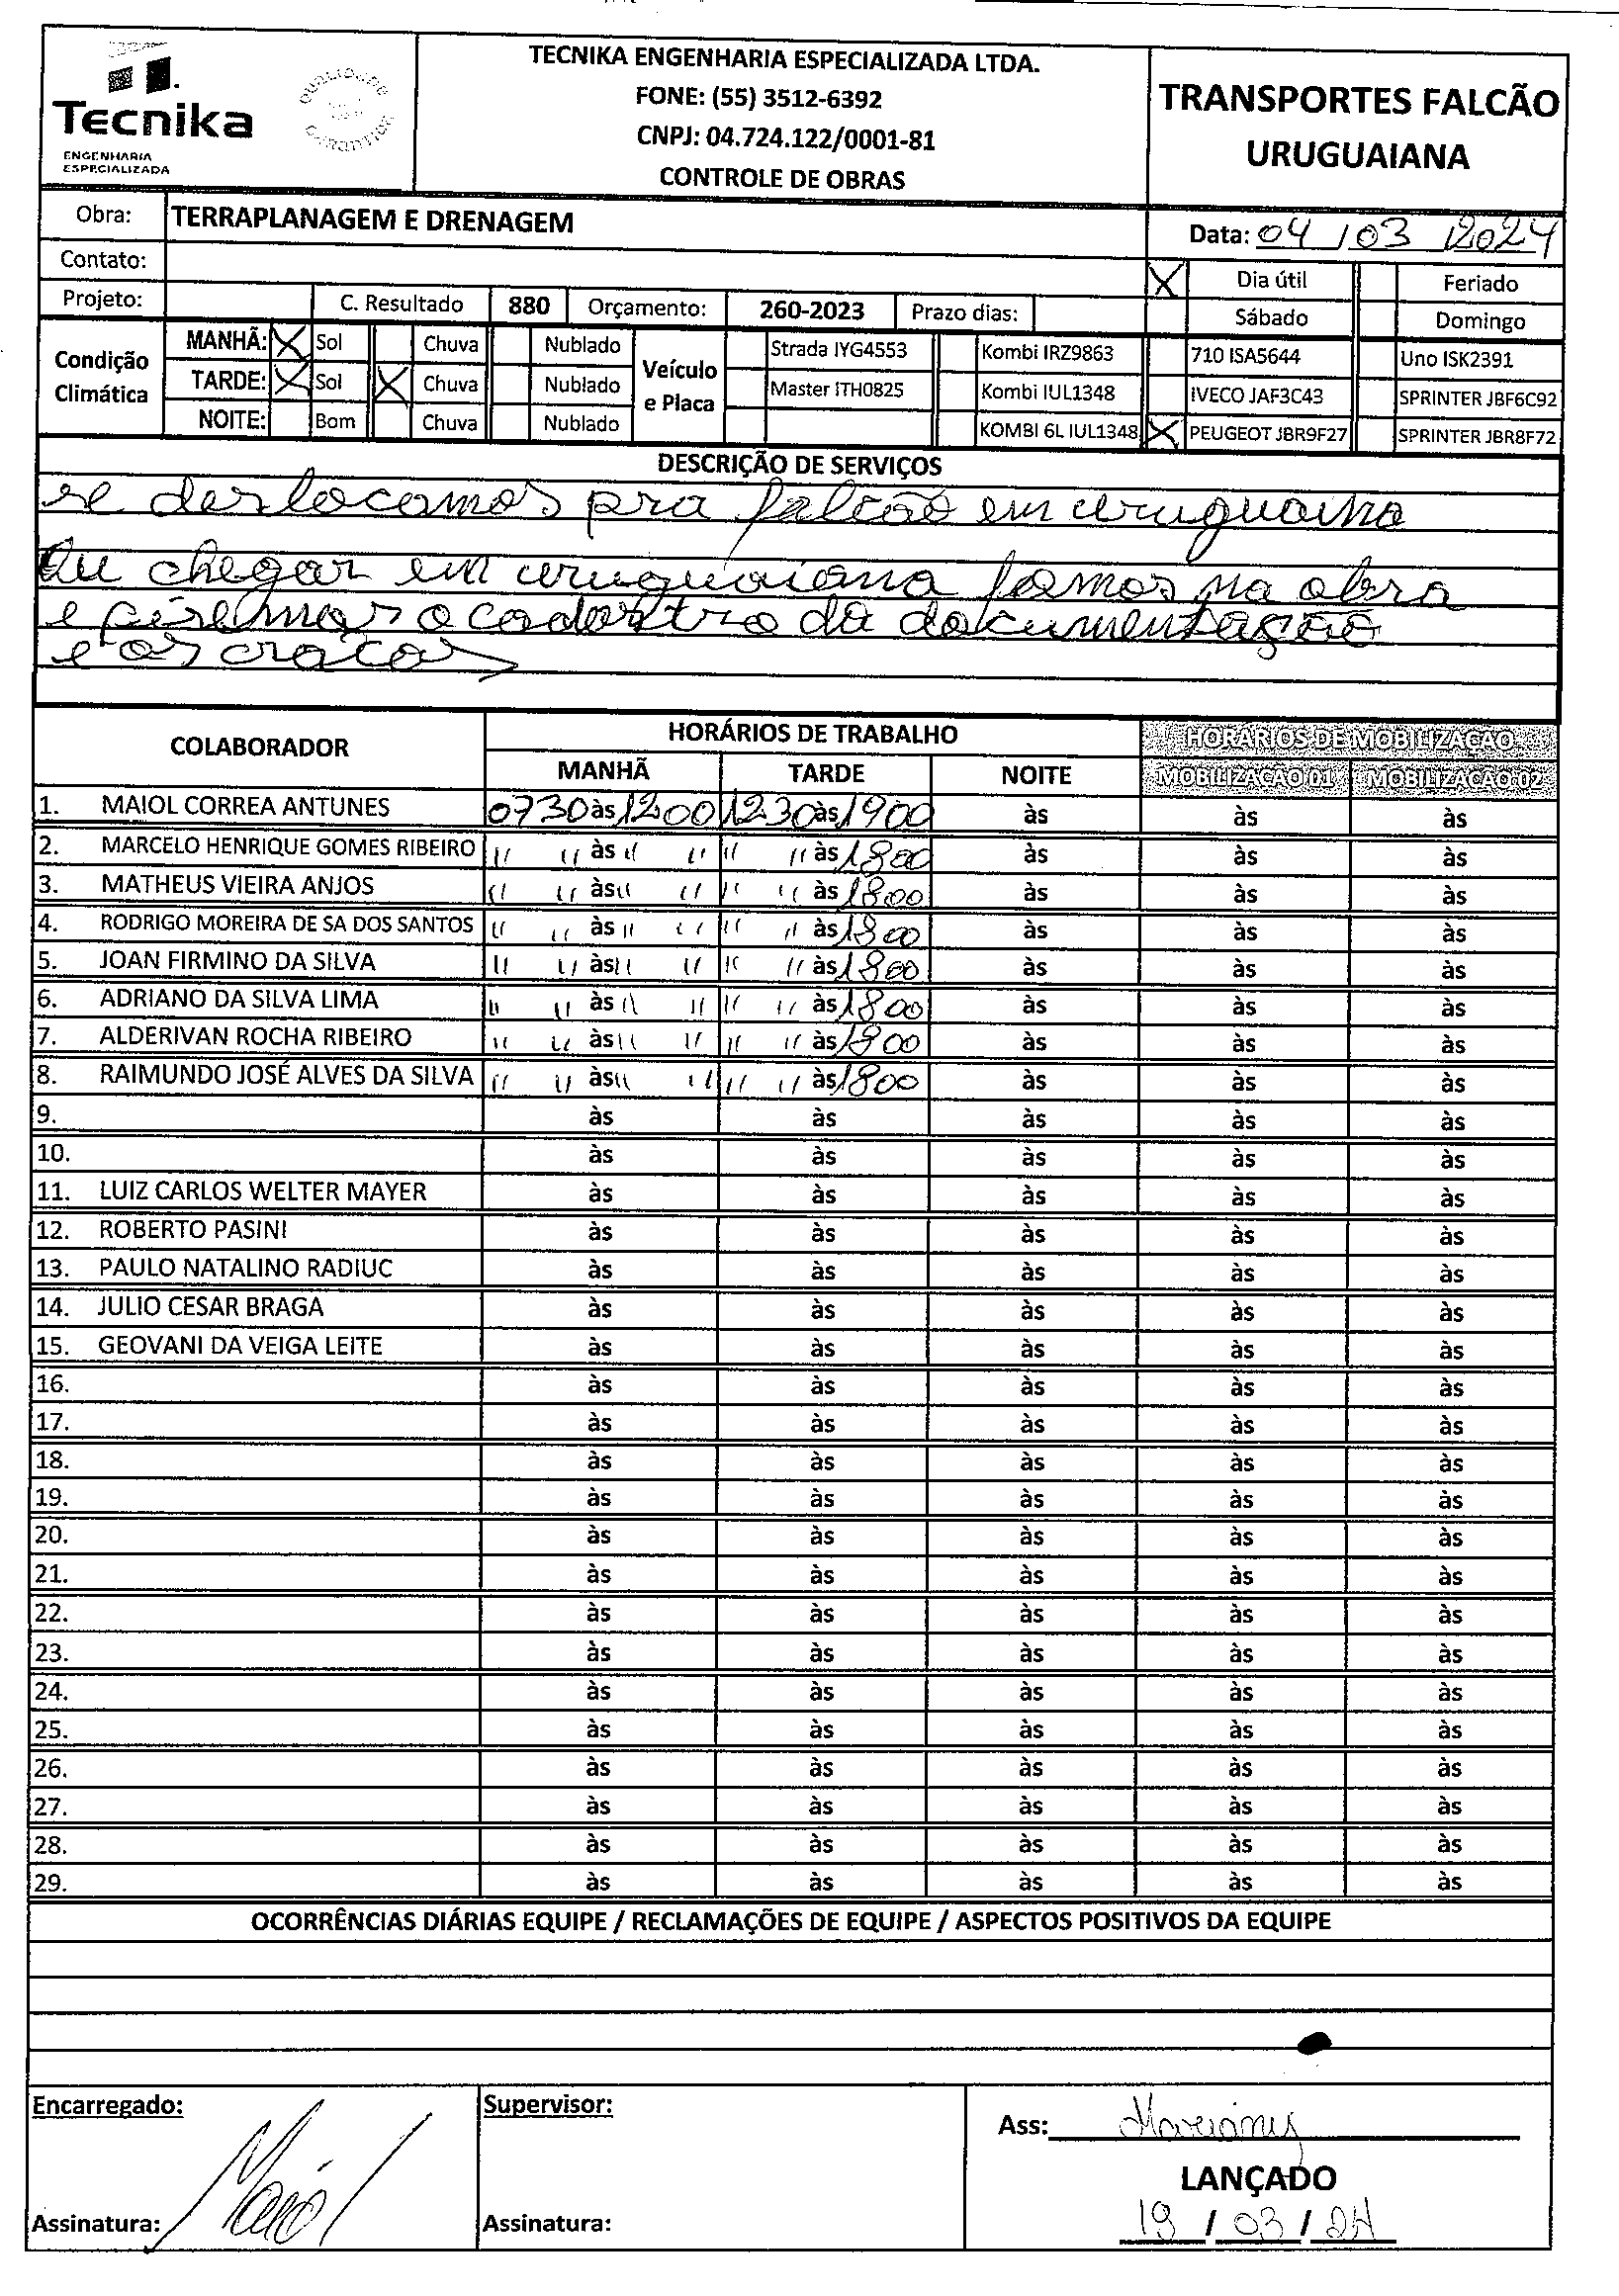 Tecnika
ENGENHARIA
ESPECIALIZADA
TECNIKA ENGENHARIA ESPECIALIZADA LTDA.
FONE: (55) 3512-6392
CNPJ: 04.724.122/0001-81
CONTROLE DE OBRAS
TRANSPORTES FALCÃO
URUGUAIANA
Obra: TERRAPLANAGEM E DRENAGEM
Data: 04 / 03 / 2024
Contato:
X Dia útil Feriado
Projeto: C. Resultado 880 Orçamento: 260-2023 Prazo dias:
Sábado Domingo
Condição Climática
MANHÃ: X Sol Chuva Nublado
TARDE: X Sol X Chuva Nublado
NOITE: Bom Chuva Nublado
Veículo e Placa
Strada IYG4553 Kombi IRZ9863 710 ISA5644 Uno ISK2391
Master ITH0825 Kombi IUL1348 IVECO JAF3C43 SPRINTER JBF6C92
KOMBI 6L IUL1348 X PEUGEOT JBR9F27 SPRINTER JBR8F72
DESCRIÇÃO DE SERVIÇOS
se deslocamos pra falcão em uruguaina
Au chegar em uruguaiana fomos na obra
e o cadastro da documentação
e os cracas
COLABORADOR HORÁRIOS DE TRABALHO HORÁRIOS DE MOBILIZAÇÃO
MANHÃ TARDE NOITE MOBILIZAÇÃO 01 MOBILIZAÇÃO 02
1. MAIOL CORREA ANTUNES 0730 às 1200 1230 às 1900 às às às
2. MARCELO HENRIQUE GOMES RIBEIRO " " às " " " " às 1800 às às às
3. MATHEUS VIEIRA ANJOS " " às " " " " às 1800 às às às
4. RODRIGO MOREIRA DE SA DOS SANTOS " " às " " " " às 1800 às às às
5. JOAN FIRMINO DA SILVA " " às " " " " às 1800 às às às
6. ADRIANO DA SILVA LIMA " " às " " " " às 1800 às às às
7. ALDERIVAN ROCHA RIBEIRO " " às " " " " às 1800 às às às
8. RAIMUNDO JOSÉ ALVES DA SILVA " " às " " " " às 1800 às às às
9. às às às às às
10. às às às às às
11. LUIZ CARLOS WELTER MAYER às às às às às
12. ROBERTO PASINI às às às às às
13. PAULO NATALINO RADIUC às às às às às
14. JULIO CESAR BRAGA às às às às às
15. GEOVANI DA VEIGA LEITE às às às às às
16. às às às às às
17. às às às às às
18. às às às às às
19. às às às às às
20. às às às às às
21. às às às às às
22. às às às às às
23. às às às às às
24. às às às às às
25. às às às às às
26. às às às às às
27. às às às às às
28. às às às às às
29. às às às às às
OCORRÊNCIAS DIÁRIAS EQUIPE / RECLAMAÇÕES DE EQUIPE / ASPECTOS POSITIVOS DA EQUIPE
Encarregado: Supervisor:
Ass:
LANÇADO
Assinatura: Assinatura:
19 / 03 / 24